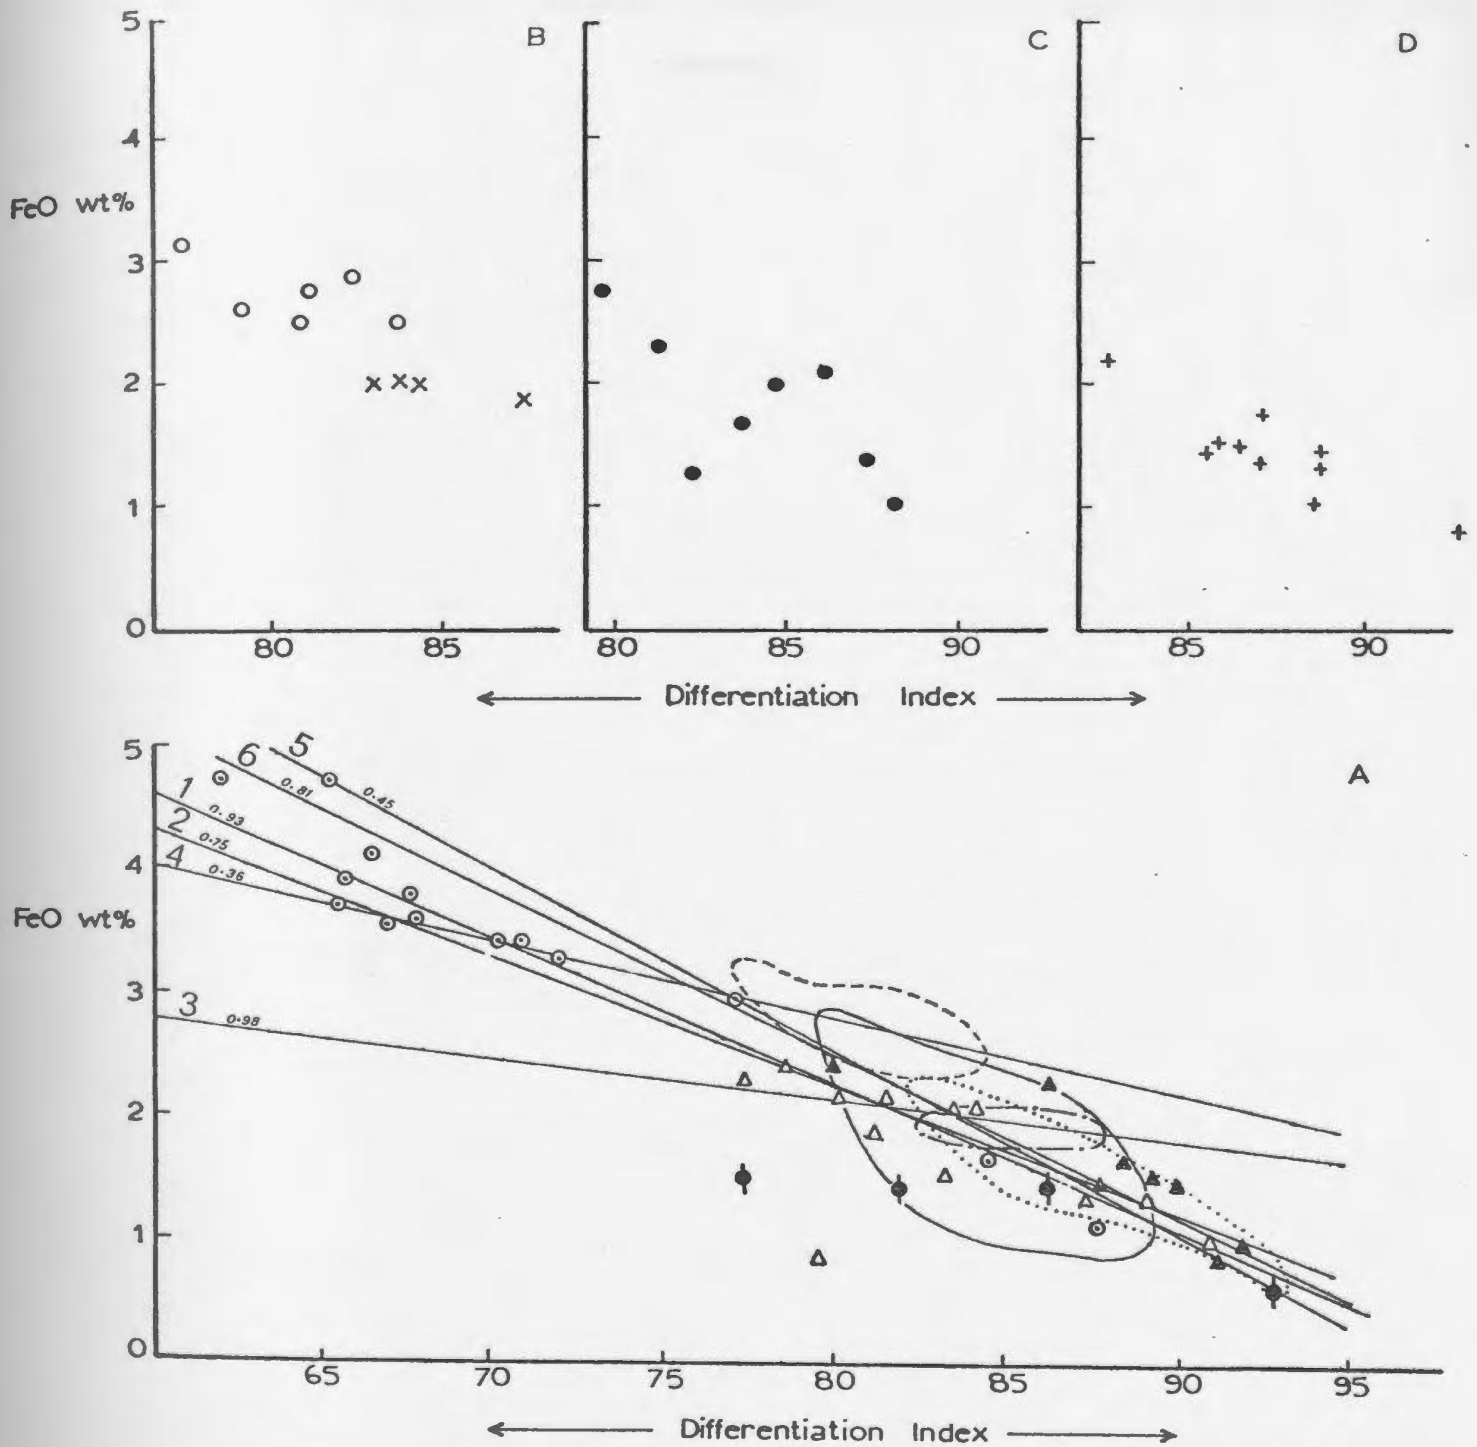 5 B C D
4
FeO wt%
3
2
1
0
80 85 80 85 90 85 90
Differentiation Index
5 6 5 A
1 0.81 0.45
0.93
2 0.75
4 4 0.36
FeO wt%
3 3 0.98
2
1
0
65 70 75 80 85 90 95
Differentiation Index